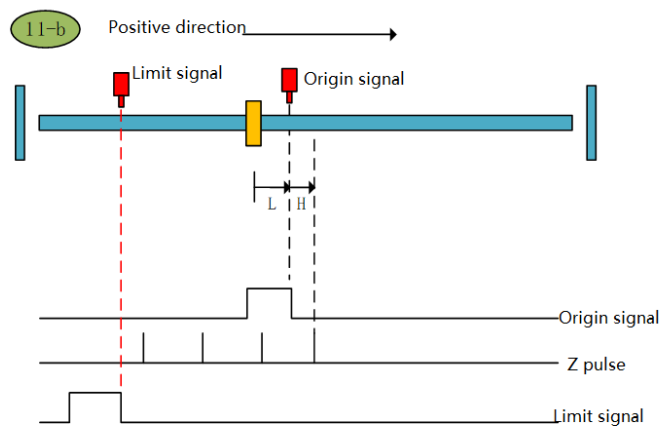 11-b
Positive direction
Limit signal
Origin signal
L
H
Origin signal
Z pulse
Limit signal